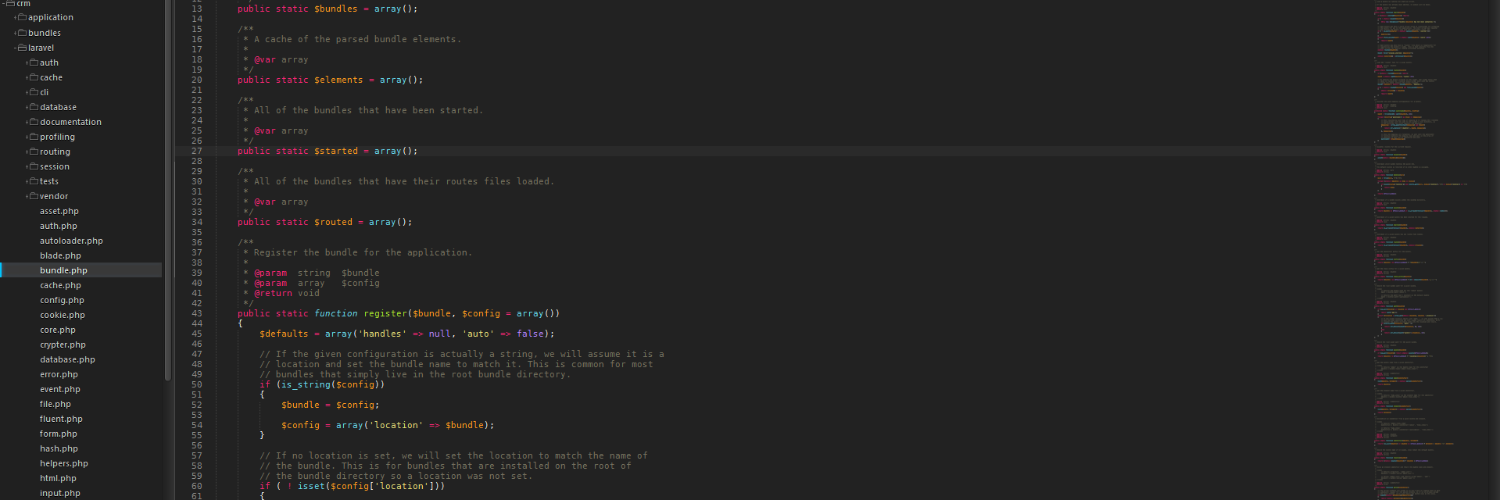 crm
application
bundles
laravel
auth
cache
cli
database
documentation
profiling
routing
session
tests
vendor
asset.php
auth.php
autoloader.php
blade.php
bundle.php
cache.php
config.php
cookie.php
core.php
crypter.php
database.php
error.php
event.php
file.php
fluent.php
form.php
hash.php
helpers.php
html.php
input.php
13 public static $bundles = array();
14
15 /**
16 * A cache of the parsed bundle elements.
17 *
18 * @var array
19 */
20 public static $elements = array();
21
22 /**
23 * All of the bundles that have been started.
24 *
25 * @var array
26 */
27 public static $started = array();
28
29 /**
30 * All of the bundles that have their routes files loaded.
31 *
32 * @var array
33 */
34 public static $routed = array();
35
36 /**
37 * Register the bundle for the application.
38 *
39 * @param  string  $bundle
40 * @param  array   $config
41 * @return void
42 */
43 public static function register($bundle, $config = array())
44 {
45 $defaults = array('handles' => null, 'auto' => false);
46
47 // If the given configuration is actually a string, we will assume it is a
48 // location and set the bundle name to match it. This is common for most
49 // bundles that simply live in the root bundle directory.
50 if (is_string($config))
51 {
52 $bundle = $config;
53
54 $config = array('location' => $bundle);
55 }
56
57 // If no location is set, we will set the location to match the name of
58 // the bundle. This is for bundles that are installed on the root of
59 // the bundle directory so a location was not set.
60 if ( ! isset($config['location']))
61 {